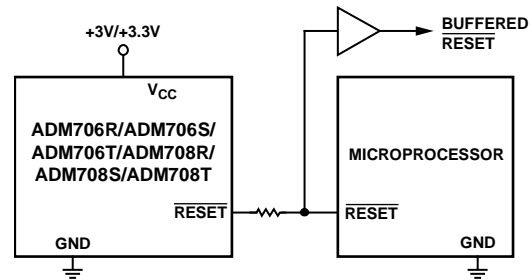 +3V/+3.3V
BUFFERED
RESET
VCC
ADM706R/ADM706S/
ADM706T/ADM708R/
ADM708S/ADM708T
RESET
GND
MICROPROCESSOR
RESET
GND